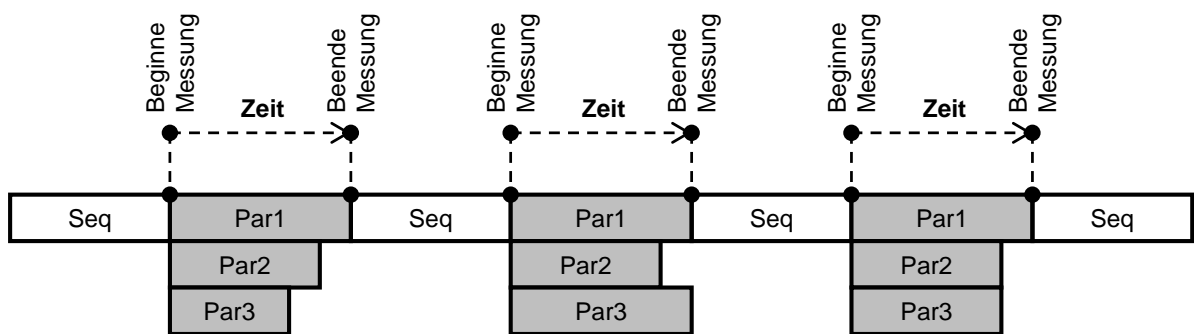 Beginne
Messung
Zeit
Beende
Messung
Beginne
Messung
Zeit
Beende
Messung
Beginne
Messung
Zeit
Beende
Messung
Seq
Par1
Seq
Par1
Seq
Par1
Seq
Par2
Par2
Par2
Par3
Par3
Par3